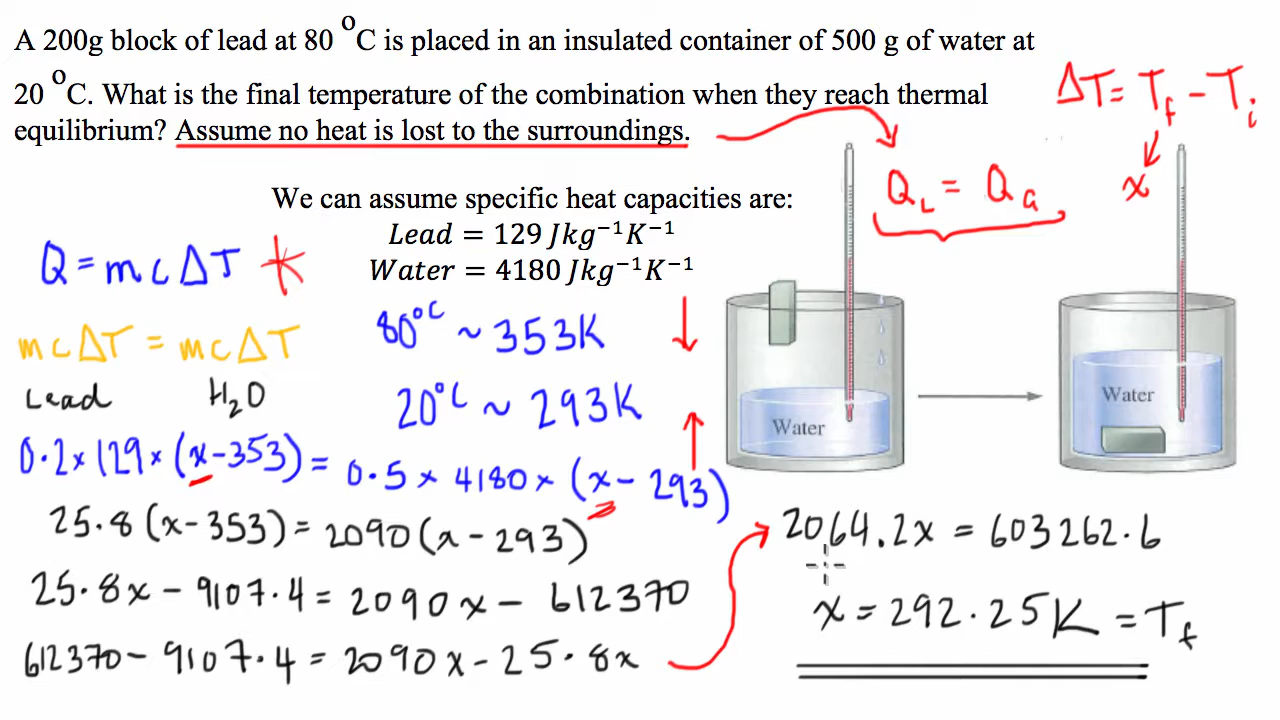 A 200g block of lead at 80 °C is placed in an insulated container of 500 g of water at
20 °C. What is the final temperature of the combination when they reach thermal
equilibrium? Assume no heat is lost to the surroundings.
ΔT = Tf - Ti
x
QL = QG
We can assume specific heat capacities are:
Lead = 129 Jkg⁻¹K⁻¹
Water = 4180 Jkg⁻¹K⁻¹
Q = mcΔT *
80°C ~ 353K
mcΔT = mcΔT
Lead H₂O
20°C ~ 293K
0.2 × 129 × (x - 353) = 0.5 × 4180 × (x - 293)
25.8 (x - 353) = 2090 (x - 293)
25.8x - 9107.4 = 2090x - 612370
612370 - 9107.4 = 2090x - 25.8x
Water
Water
2064.2x = 603262.6
x = 292.25K = Tf